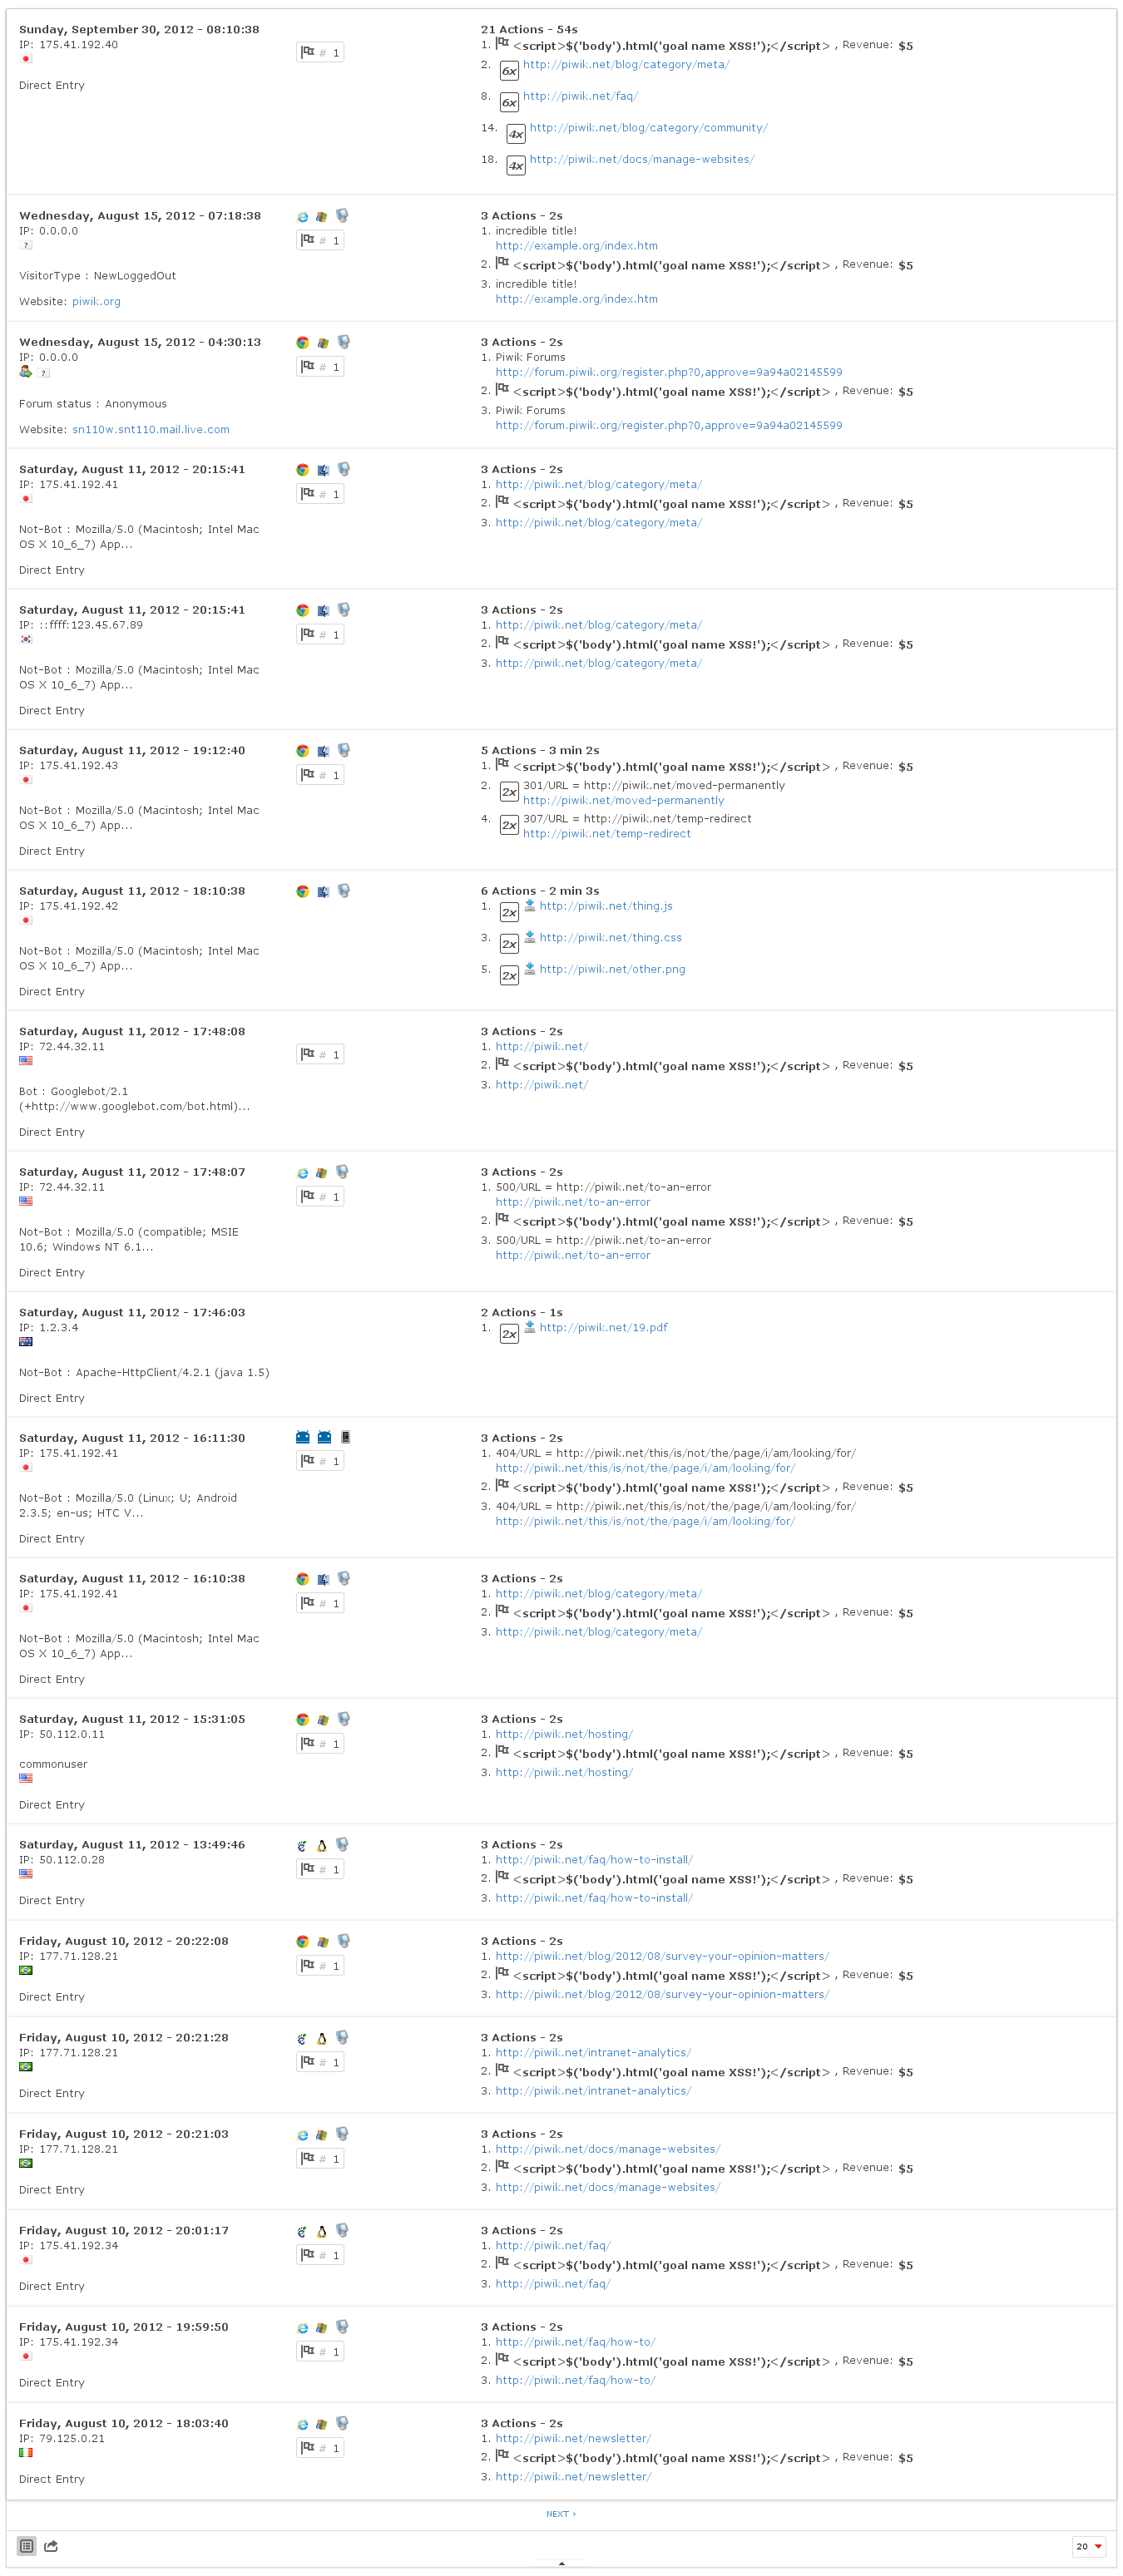 Sunday, September 30, 2012 - 08:10:38
IP: 175.41.192.40
# 1
Direct Entry
21 Actions - 54s
1. <script>$('body').html('goal name XSS!');</script> , Revenue: $5
2. 6x http://piwik.net/blog/category/meta/
8. 6x http://piwik.net/faq/
14. 4x http://piwik.net/blog/category/community/
18. 4x http://piwik.net/docs/manage-websites/
Wednesday, August 15, 2012 - 07:18:38
IP: 0.0.0.0
?
# 1
VisitorType : NewLoggedOut
Website: piwik.org
3 Actions - 2s
1. incredible title!
http://example.org/index.htm
2. <script>$('body').html('goal name XSS!');</script> , Revenue: $5
3. incredible title!
http://example.org/index.htm
Wednesday, August 15, 2012 - 04:30:13
IP: 0.0.0.0
?
# 1
Forum status : Anonymous
Website: sn110w.snt110.mail.live.com
3 Actions - 2s
1. Piwik Forums
http://forum.piwik.org/register.php?0,approve=9a94a02145599
2. <script>$('body').html('goal name XSS!');</script> , Revenue: $5
3. Piwik Forums
http://forum.piwik.org/register.php?0,approve=9a94a02145599
Saturday, August 11, 2012 - 20:15:41
IP: 175.41.192.41
# 1
Not-Bot : Mozilla/5.0 (Macintosh; Intel Mac
OS X 10_6_7) App...
Direct Entry
3 Actions - 2s
1. http://piwik.net/blog/category/meta/
2. <script>$('body').html('goal name XSS!');</script> , Revenue: $5
3. http://piwik.net/blog/category/meta/
Saturday, August 11, 2012 - 20:15:41
IP: ::ffff:123.45.67.89
# 1
Not-Bot : Mozilla/5.0 (Macintosh; Intel Mac
OS X 10_6_7) App...
Direct Entry
3 Actions - 2s
1. http://piwik.net/blog/category/meta/
2. <script>$('body').html('goal name XSS!');</script> , Revenue: $5
3. http://piwik.net/blog/category/meta/
Saturday, August 11, 2012 - 19:12:40
IP: 175.41.192.43
# 1
Not-Bot : Mozilla/5.0 (Macintosh; Intel Mac
OS X 10_6_7) App...
Direct Entry
5 Actions - 3 min 2s
1. <script>$('body').html('goal name XSS!');</script> , Revenue: $5
2. 2x 301/URL = http://piwik.net/moved-permanently
http://piwik.net/moved-permanently
4. 2x 307/URL = http://piwik.net/temp-redirect
http://piwik.net/temp-redirect
Saturday, August 11, 2012 - 18:10:38
IP: 175.41.192.42
Not-Bot : Mozilla/5.0 (Macintosh; Intel Mac
OS X 10_6_7) App...
Direct Entry
6 Actions - 2 min 3s
1. 2x http://piwik.net/thing.js
3. 2x http://piwik.net/thing.css
5. 2x http://piwik.net/other.png
Saturday, August 11, 2012 - 17:48:08
IP: 72.44.32.11
# 1
Bot : Googlebot/2.1
(+http://www.googlebot.com/bot.html)...
Direct Entry
3 Actions - 2s
1. http://piwik.net/
2. <script>$('body').html('goal name XSS!');</script> , Revenue: $5
3. http://piwik.net/
Saturday, August 11, 2012 - 17:48:07
IP: 72.44.32.11
# 1
Not-Bot : Mozilla/5.0 (compatible; MSIE
10.6; Windows NT 6.1...
Direct Entry
3 Actions - 2s
1. 500/URL = http://piwik.net/to-an-error
http://piwik.net/to-an-error
2. <script>$('body').html('goal name XSS!');</script> , Revenue: $5
3. 500/URL = http://piwik.net/to-an-error
http://piwik.net/to-an-error
Saturday, August 11, 2012 - 17:46:03
IP: 1.2.3.4
Not-Bot : Apache-HttpClient/4.2.1 (java 1.5)
Direct Entry
2 Actions - 1s
1. 2x http://piwik.net/19.pdf
Saturday, August 11, 2012 - 16:11:30
IP: 175.41.192.41
# 1
Not-Bot : Mozilla/5.0 (Linux; U; Android
2.3.5; en-us; HTC V...
Direct Entry
3 Actions - 2s
1. 404/URL = http://piwik.net/this/is/not/the/page/i/am/looking/for/
http://piwik.net/this/is/not/the/page/i/am/looking/for/
2. <script>$('body').html('goal name XSS!');</script> , Revenue: $5
3. 404/URL = http://piwik.net/this/is/not/the/page/i/am/looking/for/
http://piwik.net/this/is/not/the/page/i/am/looking/for/
Saturday, August 11, 2012 - 16:10:38
IP: 175.41.192.41
# 1
Not-Bot : Mozilla/5.0 (Macintosh; Intel Mac
OS X 10_6_7) App...
Direct Entry
3 Actions - 2s
1. http://piwik.net/blog/category/meta/
2. <script>$('body').html('goal name XSS!');</script> , Revenue: $5
3. http://piwik.net/blog/category/meta/
Saturday, August 11, 2012 - 15:31:05
IP: 50.112.0.11
# 1
commonuser
Direct Entry
3 Actions - 2s
1. http://piwik.net/hosting/
2. <script>$('body').html('goal name XSS!');</script> , Revenue: $5
3. http://piwik.net/hosting/
Saturday, August 11, 2012 - 13:49:46
IP: 50.112.0.28
# 1
Direct Entry
3 Actions - 2s
1. http://piwik.net/faq/how-to-install/
2. <script>$('body').html('goal name XSS!');</script> , Revenue: $5
3. http://piwik.net/faq/how-to-install/
Friday, August 10, 2012 - 20:22:08
IP: 177.71.128.21
# 1
Direct Entry
3 Actions - 2s
1. http://piwik.net/blog/2012/08/survey-your-opinion-matters/
2. <script>$('body').html('goal name XSS!');</script> , Revenue: $5
3. http://piwik.net/blog/2012/08/survey-your-opinion-matters/
Friday, August 10, 2012 - 20:21:28
IP: 177.71.128.21
# 1
Direct Entry
3 Actions - 2s
1. http://piwik.net/intranet-analytics/
2. <script>$('body').html('goal name XSS!');</script> , Revenue: $5
3. http://piwik.net/intranet-analytics/
Friday, August 10, 2012 - 20:21:03
IP: 177.71.128.21
# 1
Direct Entry
3 Actions - 2s
1. http://piwik.net/docs/manage-websites/
2. <script>$('body').html('goal name XSS!');</script> , Revenue: $5
3. http://piwik.net/docs/manage-websites/
Friday, August 10, 2012 - 20:01:17
IP: 175.41.192.34
# 1
Direct Entry
3 Actions - 2s
1. http://piwik.net/faq/
2. <script>$('body').html('goal name XSS!');</script> , Revenue: $5
3. http://piwik.net/faq/
Friday, August 10, 2012 - 19:59:50
IP: 175.41.192.34
# 1
Direct Entry
3 Actions - 2s
1. http://piwik.net/faq/how-to/
2. <script>$('body').html('goal name XSS!');</script> , Revenue: $5
3. http://piwik.net/faq/how-to/
Friday, August 10, 2012 - 18:03:40
IP: 79.125.0.21
# 1
Direct Entry
3 Actions - 2s
1. http://piwik.net/newsletter/
2. <script>$('body').html('goal name XSS!');</script> , Revenue: $5
3. http://piwik.net/newsletter/
NEXT ›
20